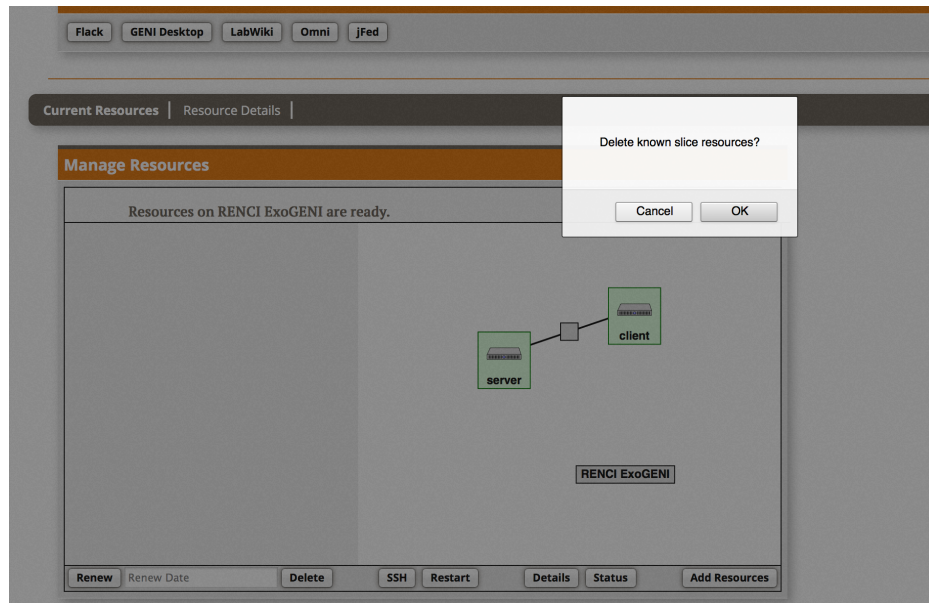 Flack GENI Desktop LabWiki Omni jFed
Current Resources | Resource Details |
Delete known slice resources?
Cancel OK
Manage Resources
Resources on RENCI ExoGENI are ready.
client
server
RENCI ExoGENI
Renew Renew Date Delete SSH Restart Details Status Add Resources